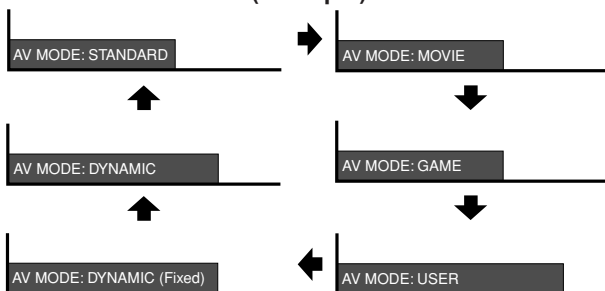 AV MODE: STANDARD
AV MODE: MOVIE
AV MODE: DYNAMIC
AV MODE: GAME
AV MODE: DYNAMIC (Fixed)
AV MODE: USER